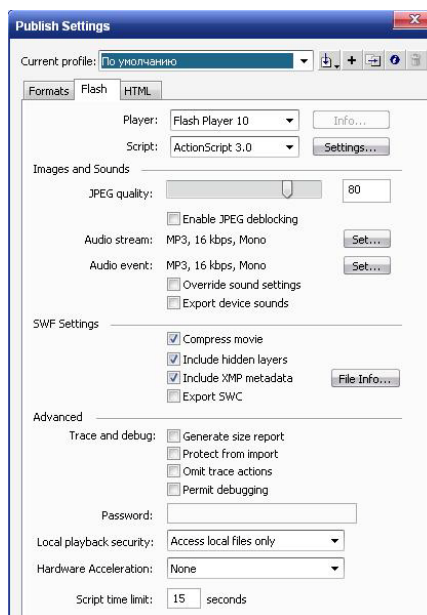 Publish Settings
Current profile: По умолчанию
Formats Flash HTML
Player: Flash Player 10 Info...
Script: ActionScript 3.0 Settings...
Images and Sounds
JPEG quality: 80
Enable JPEG deblocking
Audio stream: MP3, 16 kbps, Mono Set...
Audio event: MP3, 16 kbps, Mono Set...
Override sound settings
Export device sounds
SWF Settings
Compress movie
Include hidden layers
Include XMP metadata File Info...
Export SWC
Advanced
Trace and debug: Generate size report
Protect from import
Omit trace actions
Permit debugging
Password:
Local playback security: Access local files only
Hardware Acceleration: None
Script time limit: 15 seconds